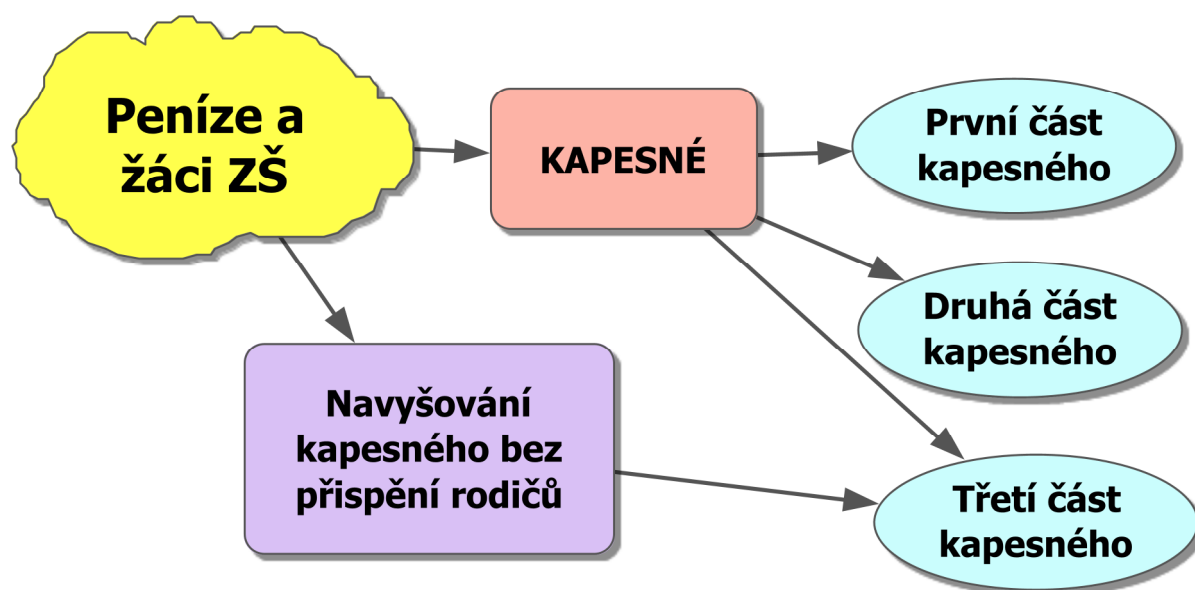 Peníze a
žáci ZŠ
KAPESNÉ
První část
kapesného
Druhá část
kapesného
Navyšování
kapesného bez
přispění rodičů
Třetí část
kapesného